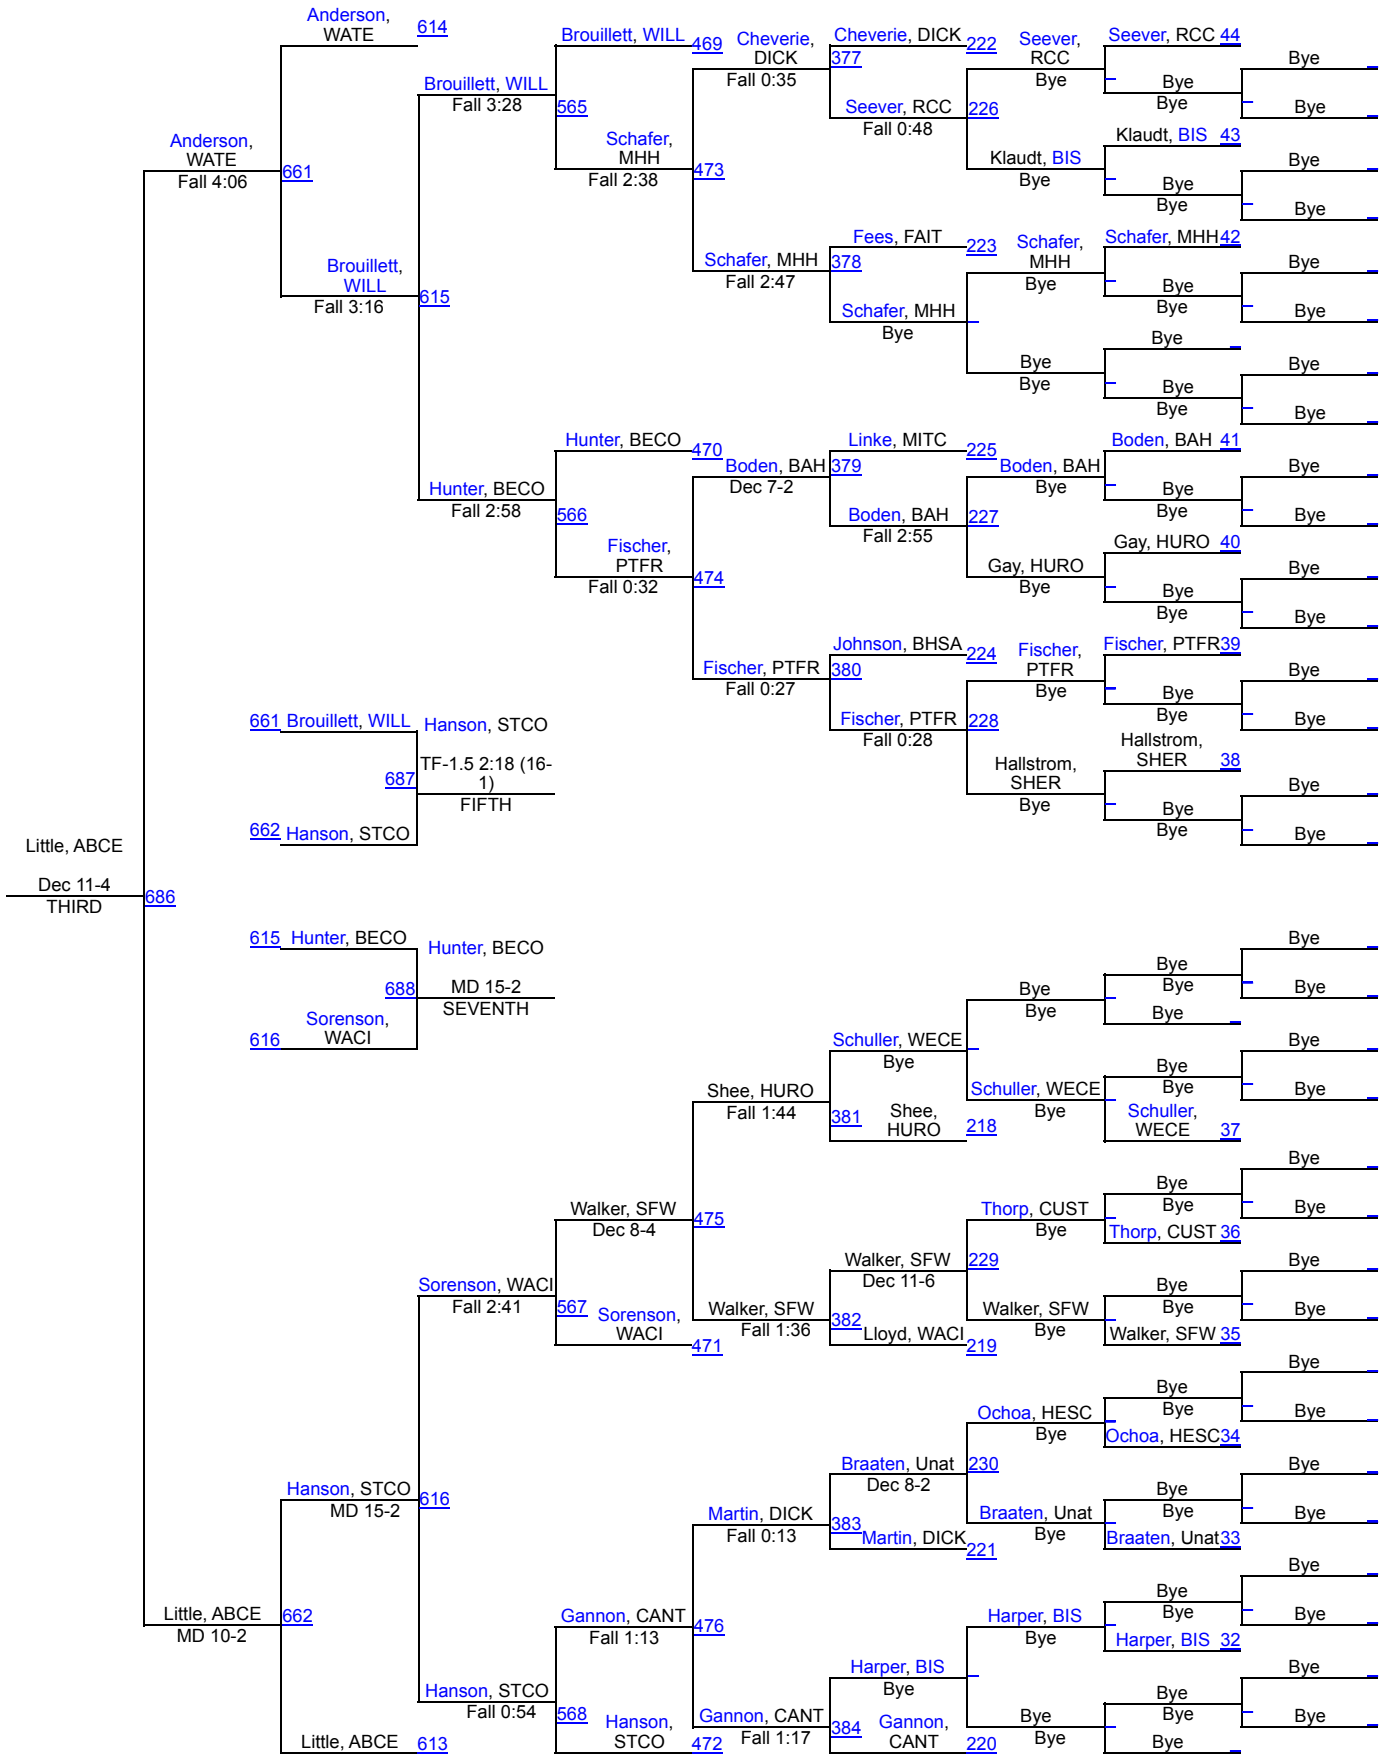 Anderson,
WATE 614
Brouillett, WILL 469
Cheverie,
DICK
Fall 0:35
Cheverie, DICK 222
377
Seever,
RCC
Bye
Seever, RCC 44
Bye
Bye
Bye
Bye
Brouillett, WILL
Fall 3:28
565
Seever, RCC 226
Fall 0:48
Klaudt, BIS 43
Anderson,
WATE
Fall 4:06
661
Schafer,
MHH
Fall 2:38
473
Klaudt, BIS
Bye
Bye
Bye
Bye
Bye
Brouillett,
WILL
Fall 3:16
615
Schafer, MHH
Fall 2:47
Fees, FAIT 223
378
Schafer,
MHH
Bye
Schafer, MHH 42
Bye
Bye
Bye
Bye
Schafer, MHH
Bye
Bye
Bye
Bye
Bye
Bye
Bye
Bye
Hunter, BECO 470
Boden, BAH
Dec 7-2
Linke, MITC 225
379
Boden, BAH
Bye
Boden, BAH 41
Bye
Bye
Bye
Bye
Hunter, BECO
Fall 2:58
566
Boden, BAH 227
Fall 2:55
Gay, HURO 40
Fischer,
PTFR
Fall 0:32
474
Gay, HURO
Bye
Bye
Bye
Bye
Bye
Fischer, PTFR
Fall 0:27
Johnson, BHSA 224
380
Fischer,
PTFR
Bye
Fischer, PTFR 39
Bye
Bye
Bye
Bye
661 Brouillett, WILL
Hanson, STCO
Fischer, PTFR 228
Fall 0:28
Hallstrom,
SHER 38
687
TF-1.5 2:18 (16-
1)
FIFTH
Hallstrom,
SHER
Bye
Bye
Bye
Bye
Bye
662 Hanson, STCO
Little, ABCE
Dec 11-4
THIRD
686
615 Hunter, BECO
Hunter, BECO
688
MD 15-2
SEVENTH
616
Sorenson,
WACI
Bye
Bye
Bye
Bye
Bye
Bye
Bye
Schuller, WECE
Bye
Bye
Bye
Bye
Bye
Shee, HURO
Fall 1:44
381
Shee,
HURO 218
Schuller, WECE
Bye
Schuller,
WECE 37
Bye
Bye
Bye
Bye
Walker, SFW
Dec 8-4
475
Thorp, CUST
Bye
Thorp, CUST 36
Walker, SFW 229
Dec 11-6
Bye
Bye
Bye
Bye
Sorenson, WACI
Fall 2:41
567
Sorenson,
WACI 471
Walker, SFW
Fall 1:36
382
Lloyd, WACI 219
Walker, SFW
Bye
Walker, SFW 35
Bye
Bye
Bye
Bye
Ochoa, HESC
Bye
Ochoa, HESC 34
Hanson, STCO
MD 15-2
616
Braaten, Unat 230
Dec 8-2
Bye
Bye
Bye
Bye
Martin, DICK
Fall 0:13
383
Martin, DICK 221
Braaten, Unat
Bye
Braaten, Unat 33
Bye
Bye
Bye
Bye
Little, ABCE
MD 10-2
662
Gannon, CANT
Fall 1:13
476
Harper, BIS
Bye
Harper, BIS 32
Harper, BIS
Bye
Bye
Bye
Bye
Bye
Hanson, STCO
Fall 0:54
568
Hanson,
STCO 472
Gannon, CANT
Fall 1:17
384
Gannon,
CANT 220
Bye
Bye
Bye
Little, ABCE 613